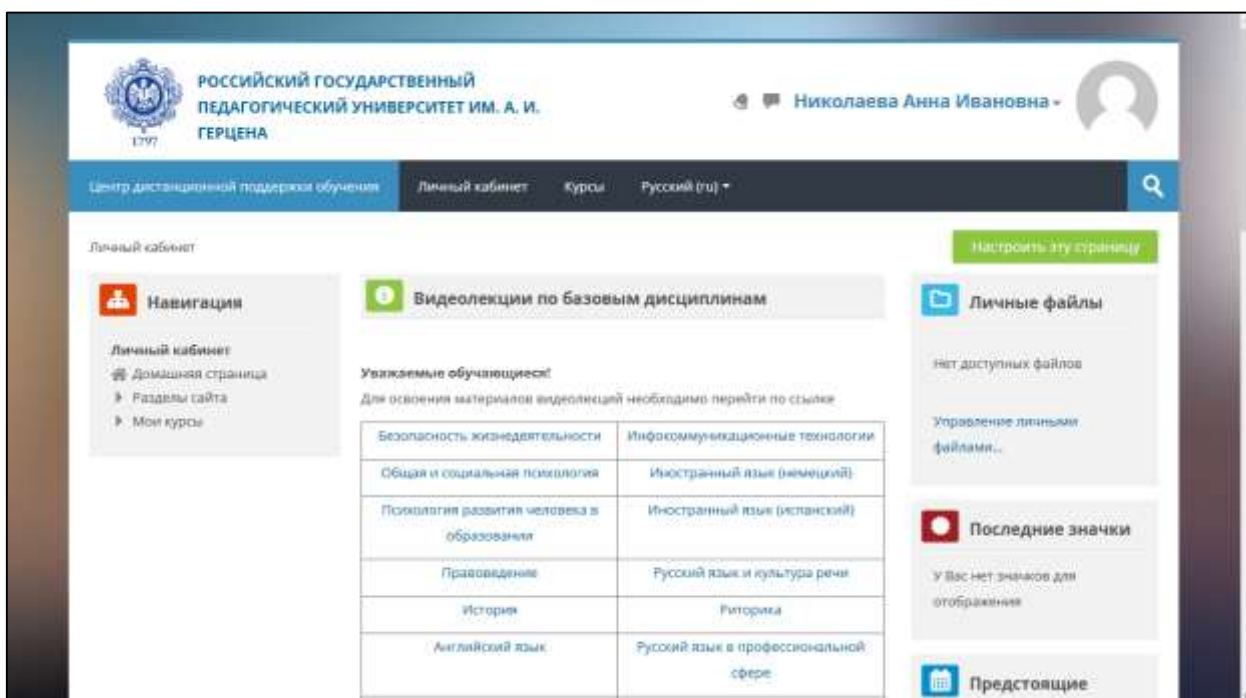 РОССИЙСКИЙ ГОСУДАРСТВЕННЫЙ
ПЕДАГОГИЧЕСКИЙ УНИВЕРСИТЕТ ИМ. А. И.
ГЕРЦЕНА
1797
Николаева Анна Ивановна
Центр дистанционной поддержки обучения
Личный кабинет
Курсы
Русский (ru)
Личный кабинет
Настроить эту страницу
Навигация
Личный кабинет
Домашняя страница
Разделы сайта
Мои курсы
Видеолекции по базовым дисциплинам
Уважаемые обучающиеся!
Для освоения материалов видеолекций необходимо перейти по ссылке
Безопасность жизнедеятельности
Инфокоммуникационные технологии
Общая и социальная психология
Иностранный язык (немецкий)
Психология развития человека в
образовании
Иностранный язык (испанский)
Правоведение
Русский язык и культура речи
История
Риторика
Английский язык
Русский язык в профессиональной
сфере
Личные файлы
Нет доступных файлов
Управление личными
файлами...
Последние значки
У Вас нет значков для
отображения
Предстоящие